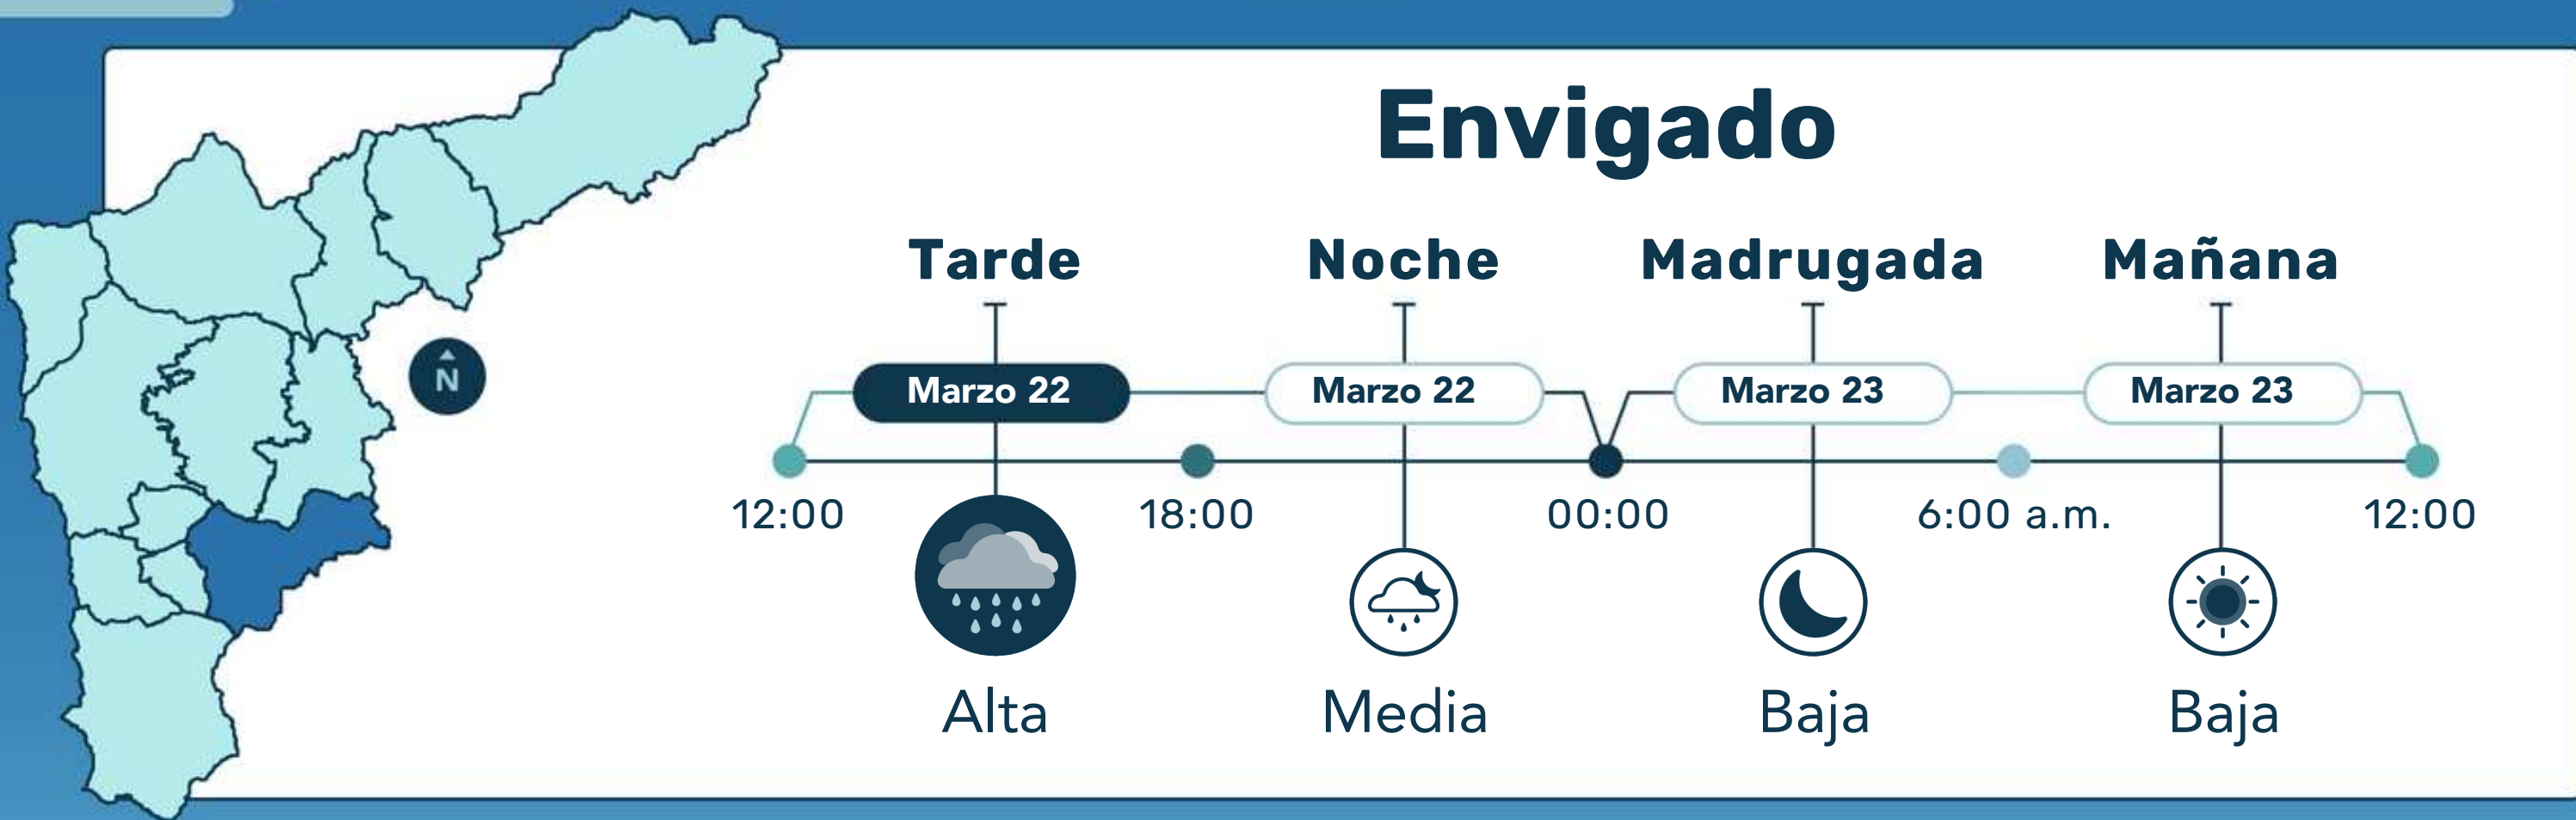 Envigado
Tarde Noche Madrugada Mañana
Marzo 22 Marzo 22 Marzo 23 Marzo 23
N
12:00 18:00 00:00 6:00 a.m. 12:00
Alta Media Baja Baja